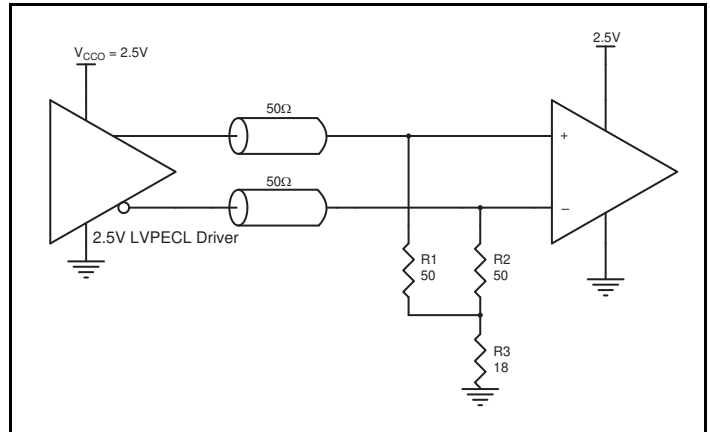 V_CCO = 2.5V
2.5V
50Ω
+
50Ω
–
2.5V LVPECL Driver
R1
50
R2
50
R3
18